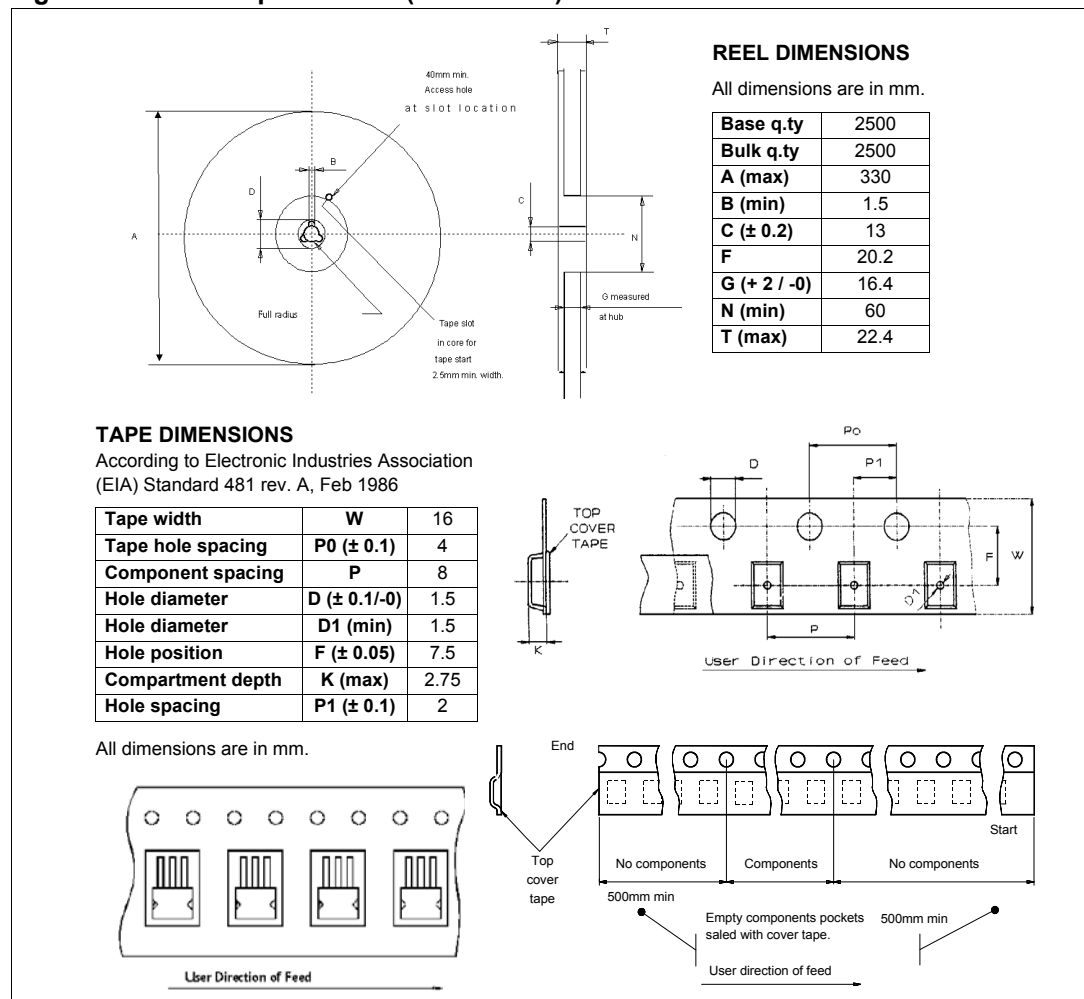 REEL DIMENSIONS
All dimensions are in mm.
Base q.ty 2500
Bulk q.ty 2500
A (max) 330
B (min) 1.5
C (± 0.2) 13
F 20.2
G (+ 2 / -0) 16.4
N (min) 60
T (max) 22.4
T
40mm min.
Access hole
at slot location
B
D
A
C
N
Full radius
Tape slot
in core for
tape start
2.5mm min. width.
G measured
at hub
TAPE DIMENSIONS
According to Electronic Industries Association
(EIA) Standard 481 rev. A, Feb 1986
Tape width W 16
Tape hole spacing P0 (± 0.1) 4
Component spacing P 8
Hole diameter D (± 0.1/-0) 1.5
Hole diameter D1 (min) 1.5
Hole position F (± 0.05) 7.5
Compartment depth K (max) 2.75
Hole spacing P1 (± 0.1) 2
All dimensions are in mm.
Po
D
P1
TOP
COVER
TAPE
F
W
D1
K
P
User Direction of Feed
User Direction of Feed
End
Start
Top
cover
tape
No components
Components
No components
500mm min
Empty components pockets
saled with cover tape.
500mm min
User direction of feed